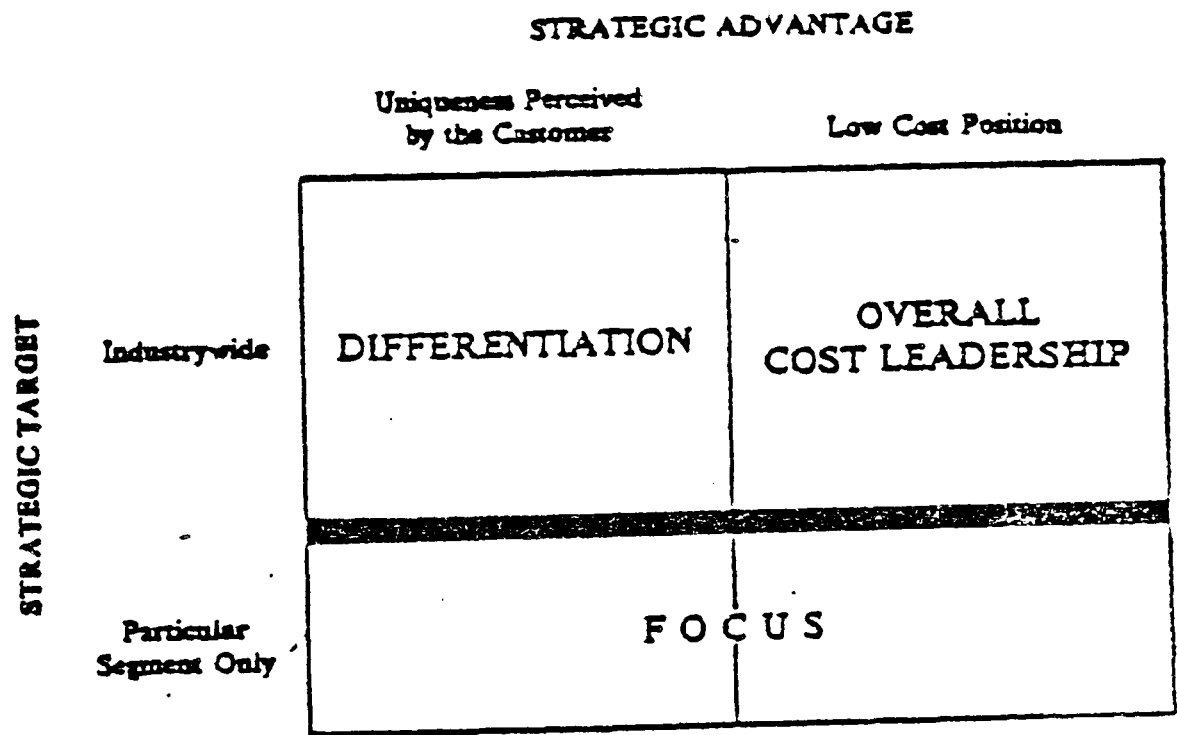 STRATEGIC ADVANTAGE
Uniqueness Perceived
by the Customer
Low Cost Position
STRATEGIC TARGET
Industrywide
DIFFERENTIATION
OVERALL
COST LEADERSHIP
Particular
Segment Only
FOCUS